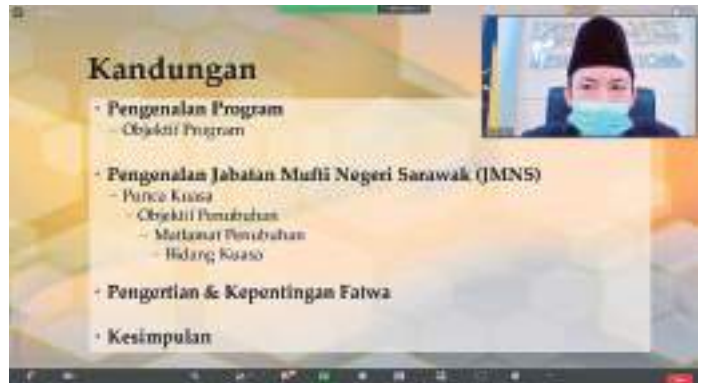 Kandungan
• Pengenalan Program
– Objektif Program
• Pengenalan Jabatan Mufti Negeri Sarawak (JMNS)
– Punca Kuasa
– Objektif Penubuhan
– Matlamat Penubuhan
– Bidang Kuasa
• Pengertian & Kepentingan Fatwa
• Kesimpulan